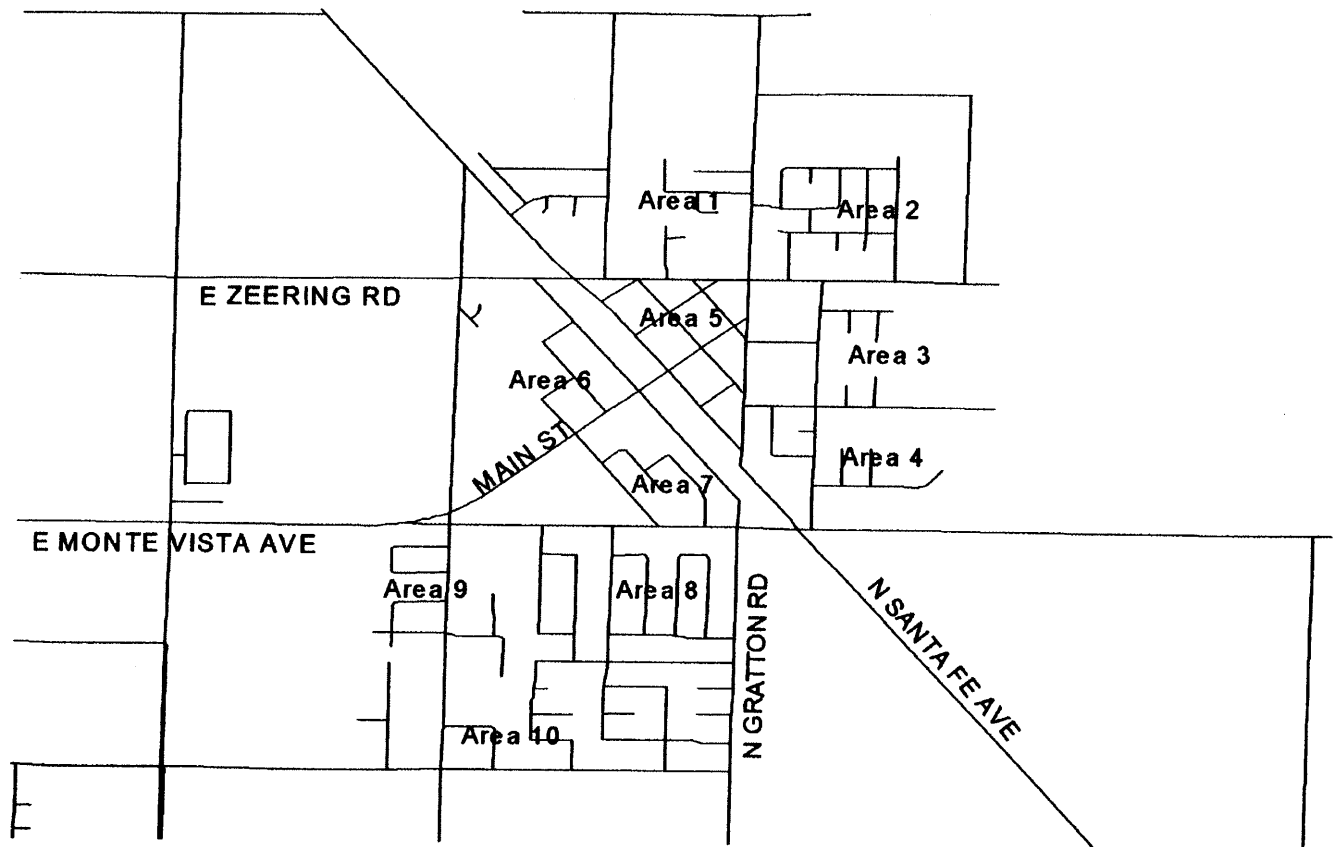 Area 1
Area 2
E ZEERING RD
Area 5
Area 3
Area 6
MAIN ST
Area 4
Area 7
E MONTE VISTA AVE
Area 9
Area 8
N GRATTON RD
N SANTA FE AVE
Area 10